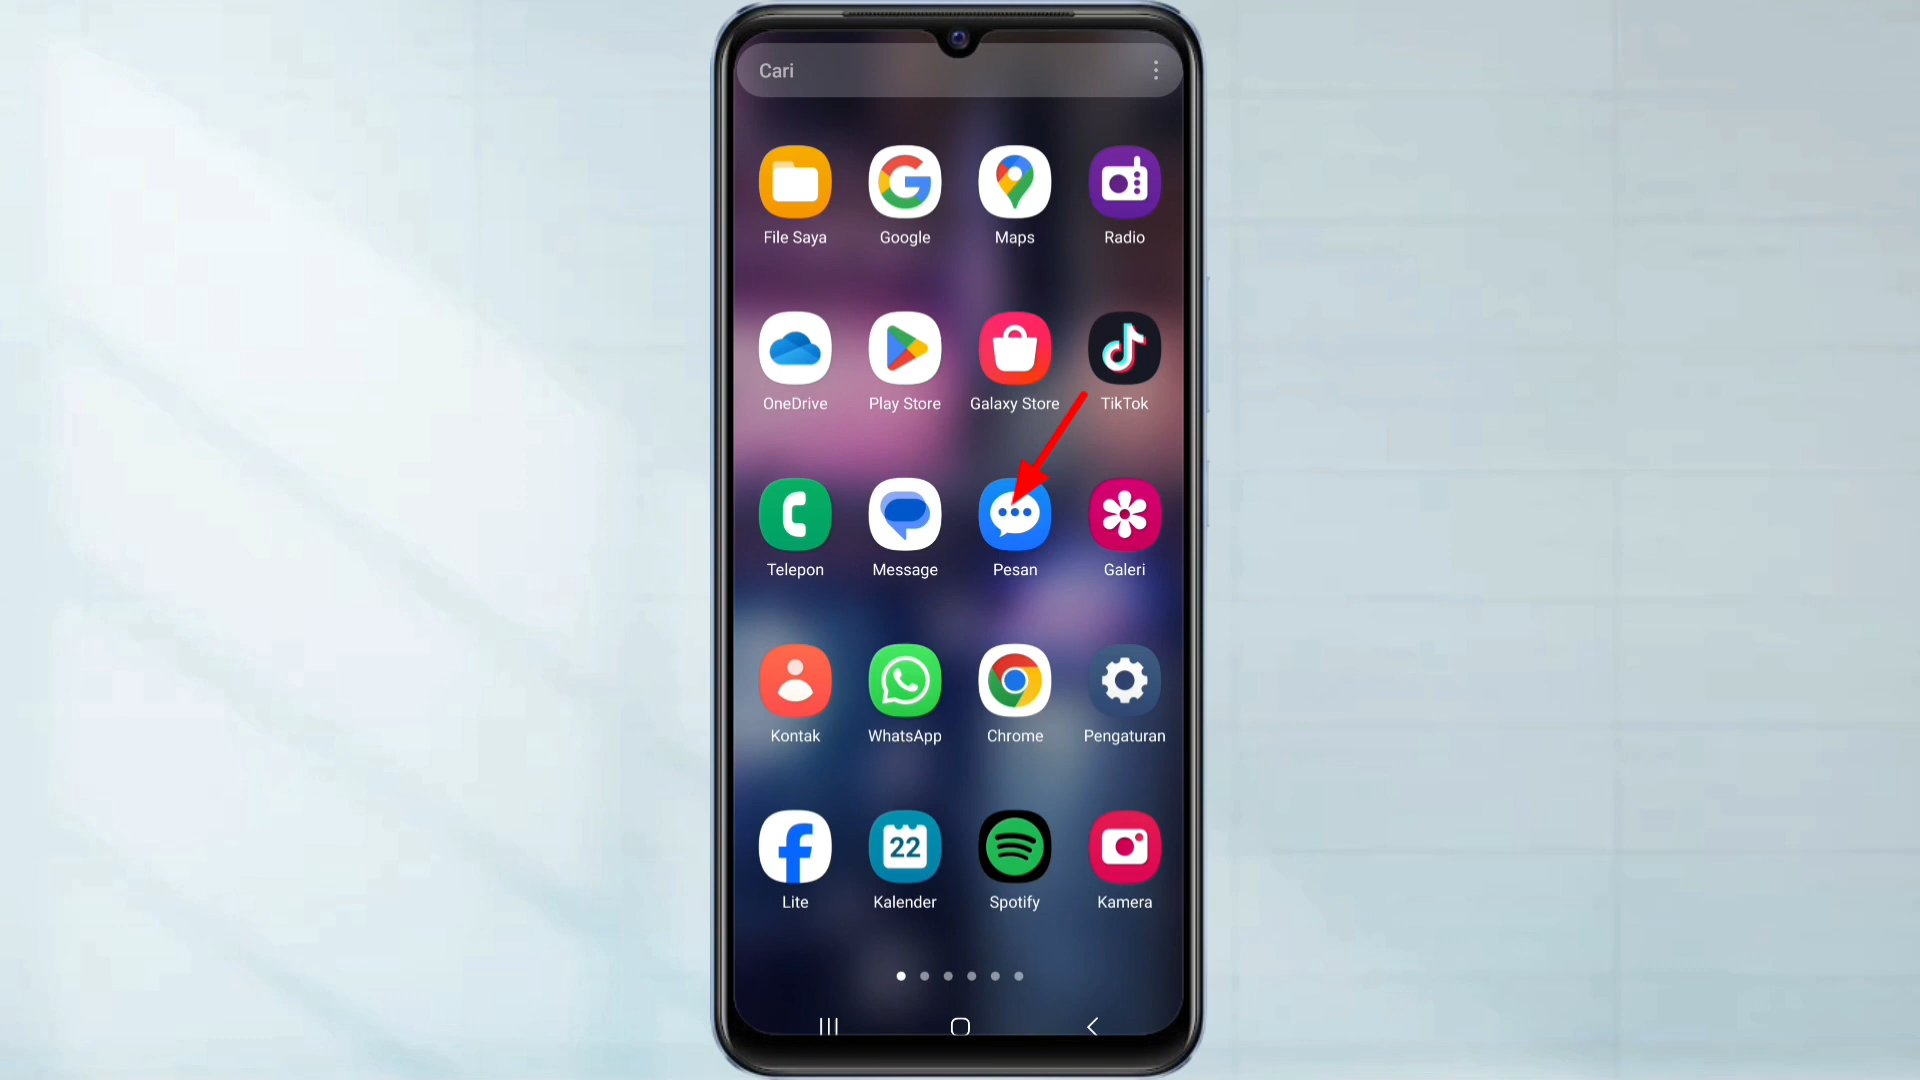 Cari
File Saya
Google
Maps
Radio
OneDrive
Play Store
Galaxy Store
TikTok
Telepon
Message
Pesan
Galeri
Kontak
WhatsApp
Chrome
Pengaturan
22
Lite
Kalender
Spotify
Kamera